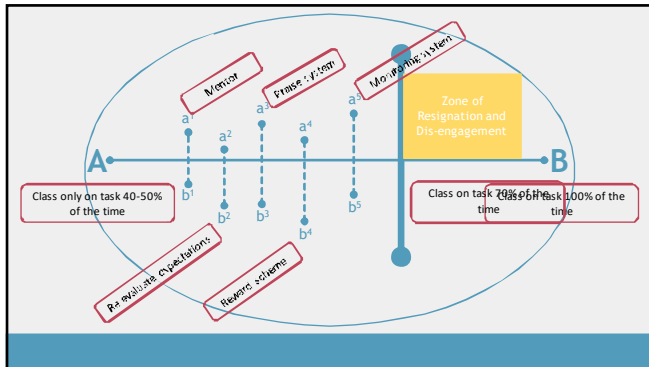 Mentor
Praise system
Monitoring system
Zone of
Resignation and
Dis-engagement
a¹
a²
a³
a⁴
a⁵
A
B
b¹
b²
b³
b⁴
b⁵
Class only on task 40-50%
of the time
Class on task 70% of the
time
Class on task 100% of the
time
Re evaluate expectations
Reward scheme